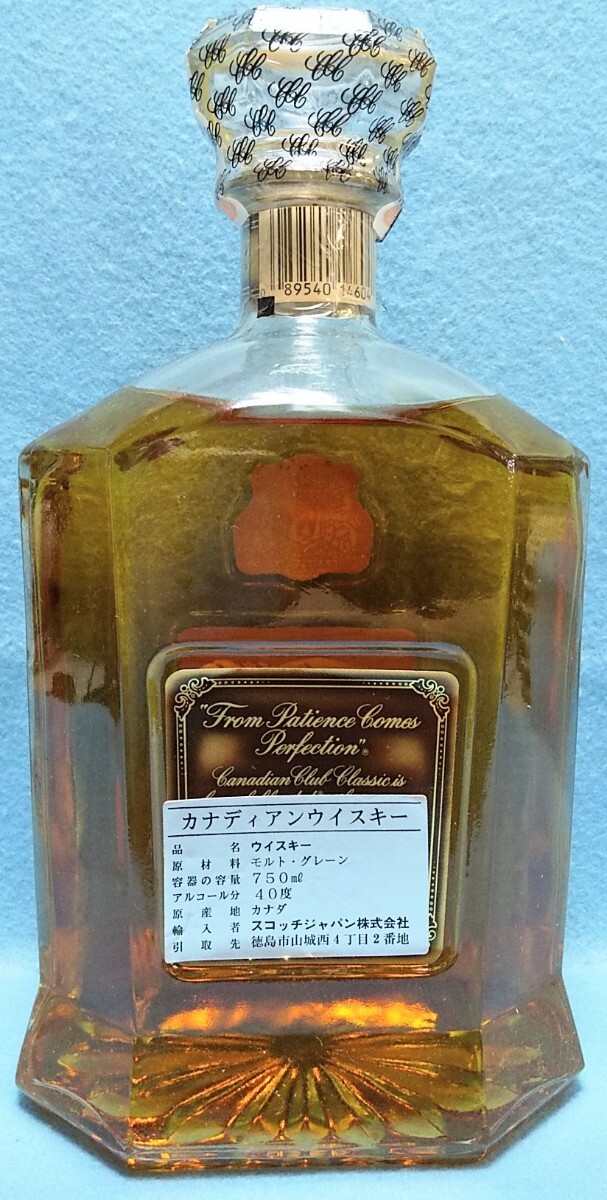 0 89540 14604
"From Patience Comes
Perfection"®
Canadian Club Classic is
カナディアンウイスキー
品名 ウイスキー
原材料 モルト・グレーン
容器の容量 750㎖
アルコール分 40度
原産地 カナダ
輸入者 スコッチジャパン株式会社
引取先 徳島市山城西4丁目2番地